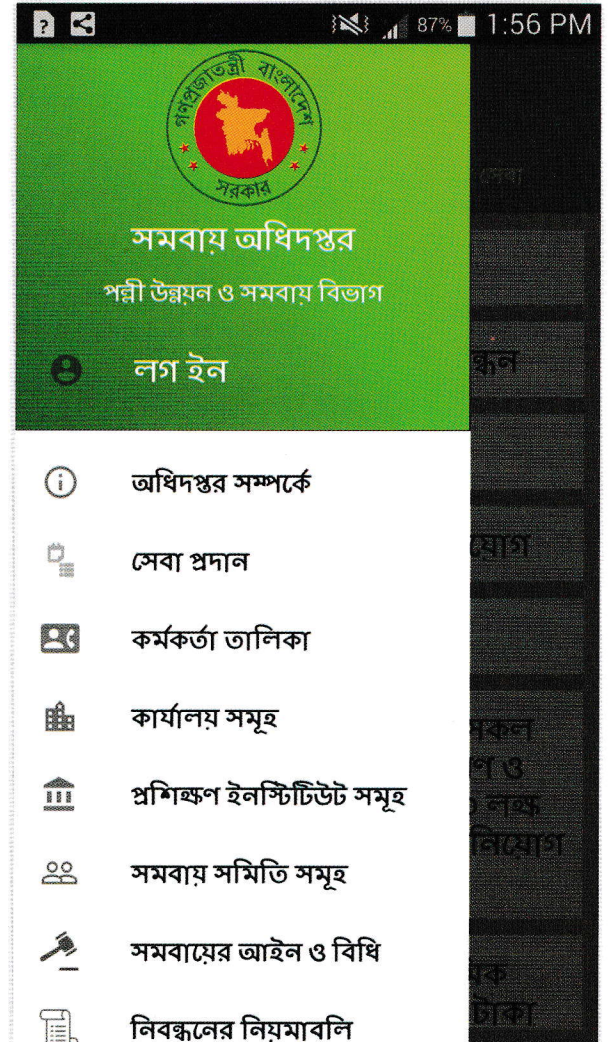 87% 1:56 PM
গণপ্রজাতন্ত্রী বাংলাদেশ
সরকার
সমবায় অধিদপ্তর
পল্লী উন্নয়ন ও সমবায় বিভাগ
লগ ইন
অধিদপ্তর সম্পর্কে
সেবা প্রদান
কর্মকর্তা তালিকা
কার্যালয় সমূহ
প্রশিক্ষণ ইনস্টিটিউট সমূহ
সমবায় সমিতি সমূহ
সমবায়ের আইন ও বিধি
নিবন্ধনের নিয়মাবলি
সেবা